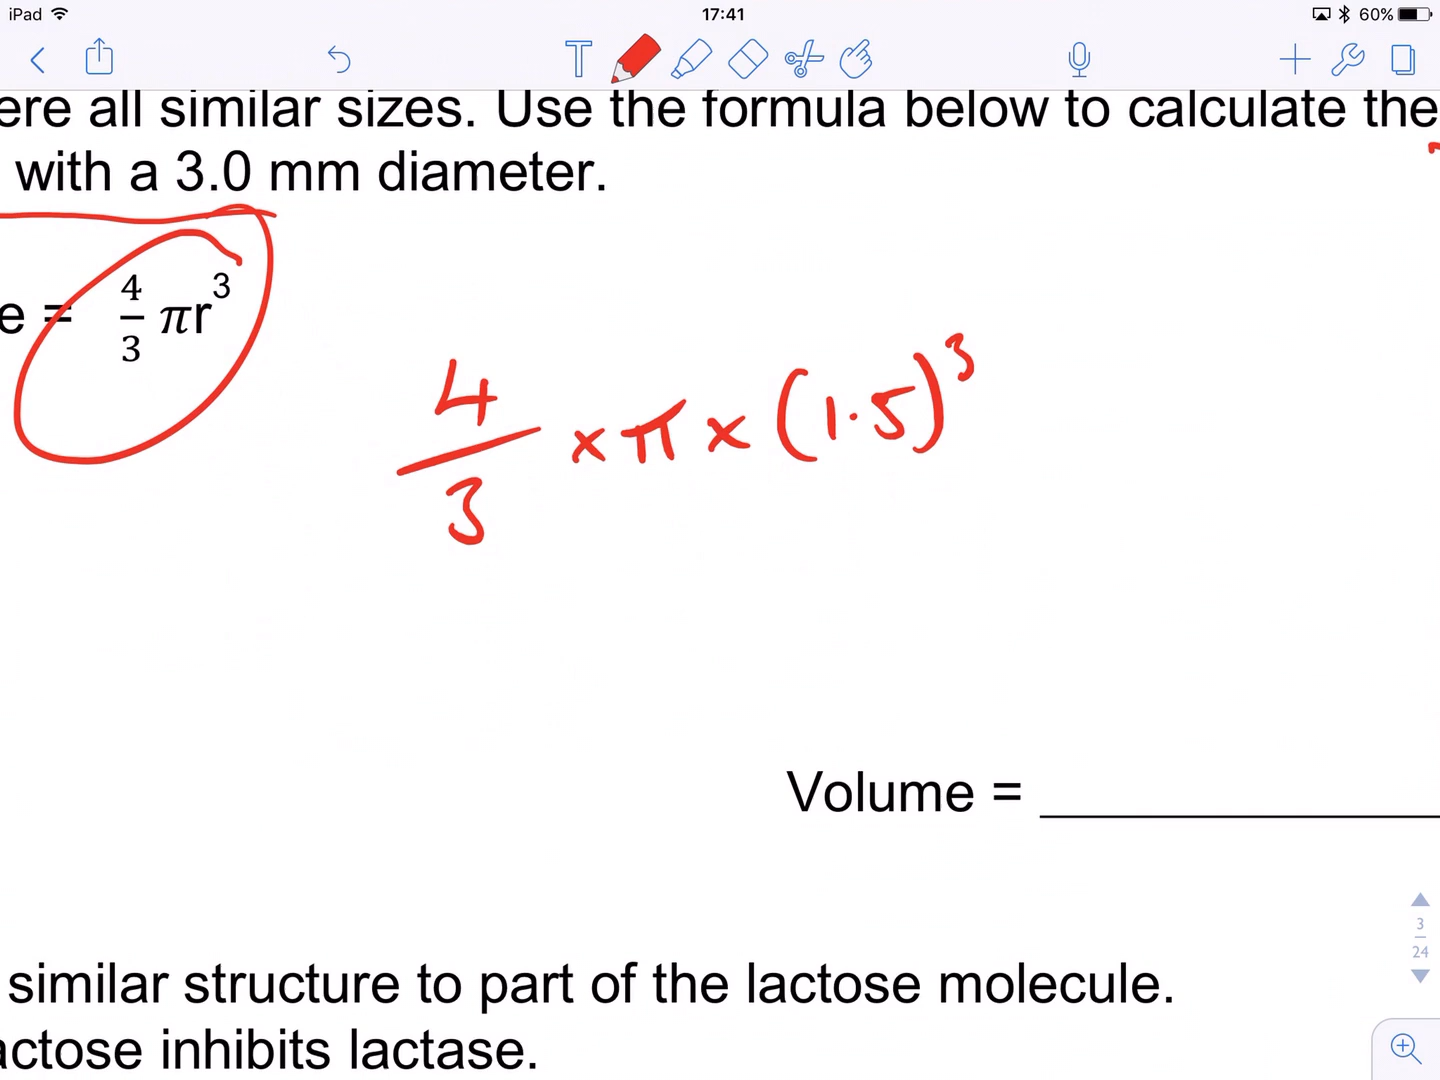 iPad 17:41 60%
T
ere all similar sizes. Use the formula below to calculate the
with a 3.0 mm diameter.
e = 4/3 πr³
4/3 × π × (1·5)³
Volume =
3
24
similar structure to part of the lactose molecule.
actose inhibits lactase.